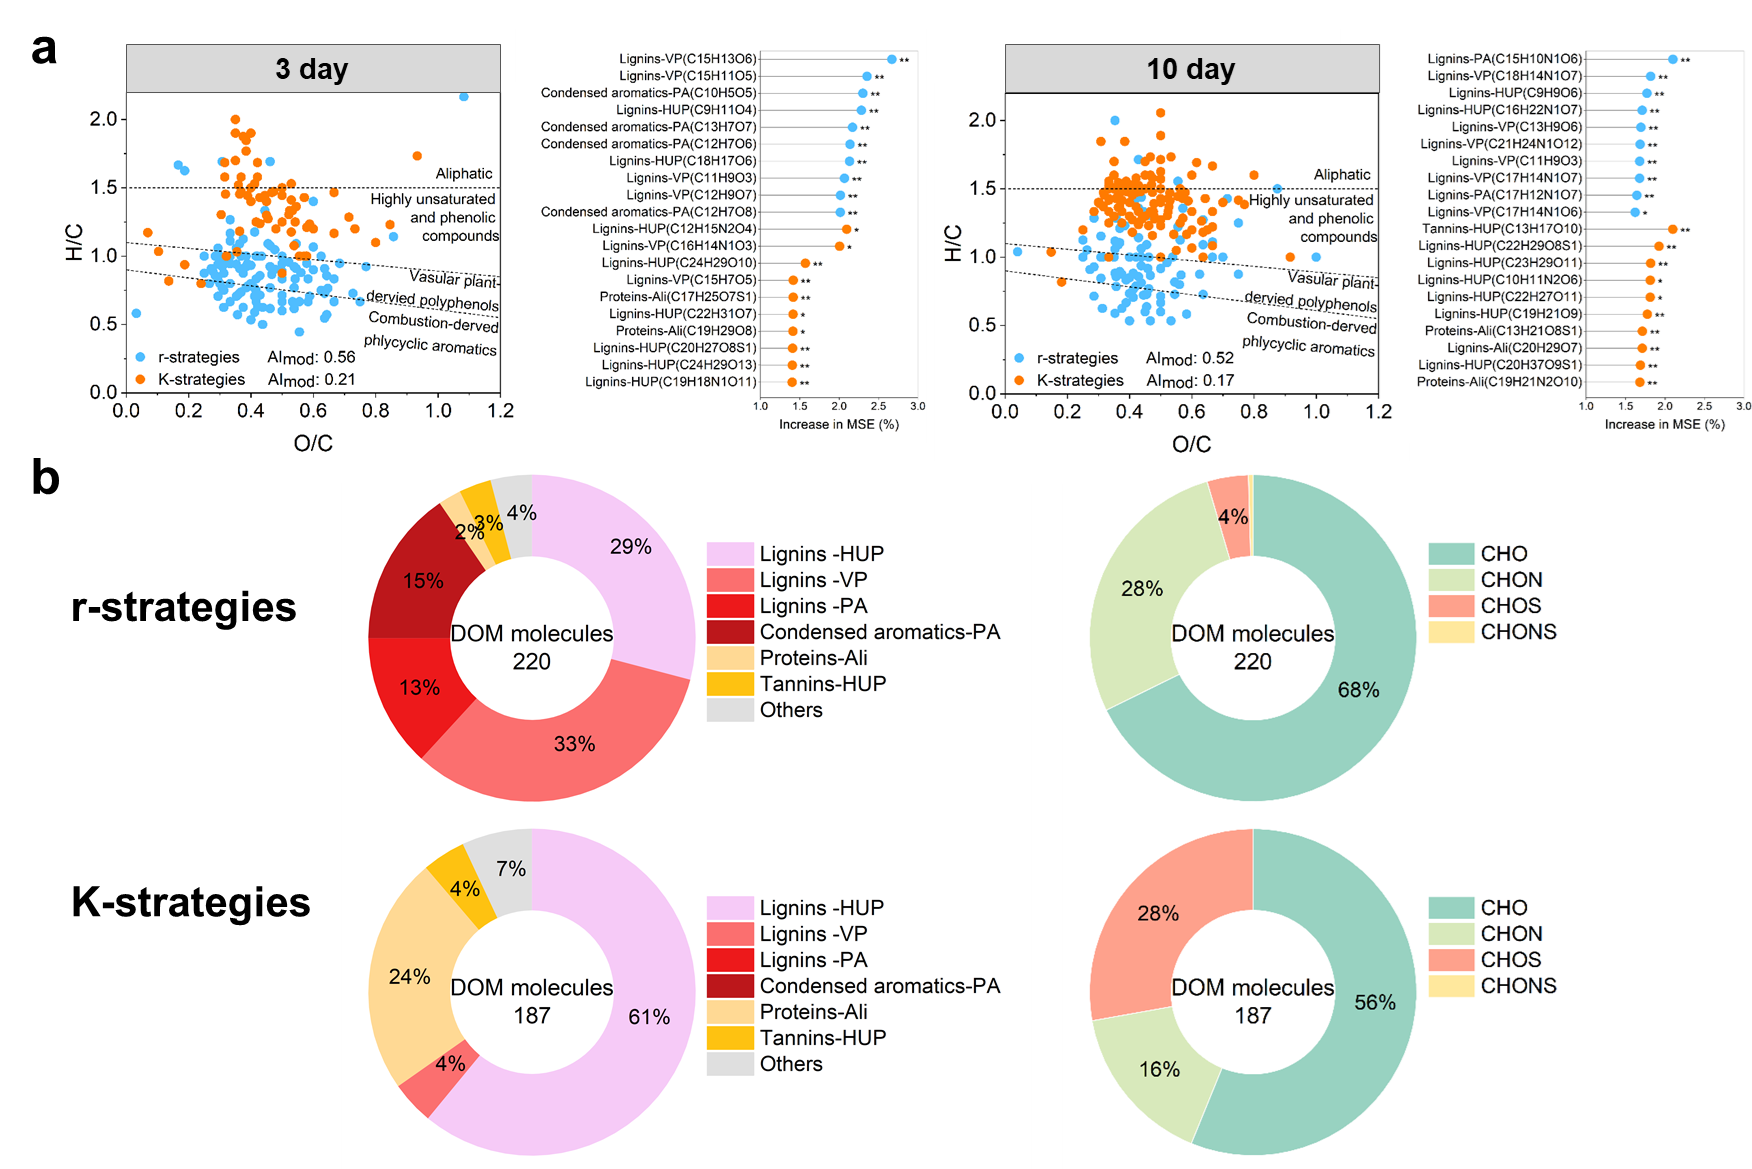 a
3 day
2.0
1.5
1.0
0.5
0.0
H/C
Aliphatic
Highly unsaturated
and phenolic
compounds
Vasular plant-
dervied polyphenols
Combustion-derved
phlycyclic aromatics
r-strategies AImod: 0.56
K-strategies AImod: 0.21
0.0 0.2 0.4 0.6 0.8 1.0 1.2
O/C
Lignins-VP(C15H13O6) **
Lignins-VP(C15H11O5) **
Condensed aromatics-PA(C10H5O5) **
Lignins-HUP(C9H11O4) **
Condensed aromatics-PA(C13H7O7) **
Condensed aromatics-PA(C12H7O6) **
Lignins-HUP(C18H17O6) **
Lignins-VP(C11H9O3) **
Lignins-VP(C12H9O7) **
Condensed aromatics-PA(C12H7O8) **
Lignins-HUP(C12H15N2O4) *
Lignins-VP(C16H14N1O3) *
Lignins-HUP(C24H29O10) **
Lignins-VP(C15H7O5) **
Proteins-Ali(C17H25O7S1) **
Lignins-HUP(C22H31O7) *
Proteins-Ali(C19H29O8) *
Lignins-HUP(C20H27O8S1) **
Lignins-HUP(C24H29O13) **
Lignins-HUP(C19H18N1O11) **
1.0 1.5 2.0 2.5 3.0
Increase in MSE (%)
10 day
2.0
1.5
1.0
0.5
0.0
H/C
Aliphatic
Highly unsaturated
and phenolic
compounds
Vasular plant-
dervied polyphenols
Combustion-derved
phlycyclic aromatics
r-strategies AImod: 0.52
K-strategies AImod: 0.17
0.0 0.2 0.4 0.6 0.8 1.0 1.2
O/C
Lignins-PA(C15H10N1O6) **
Lignins-VP(C18H14N1O7) **
Lignins-HUP(C9H9O6) **
Lignins-HUP(C16H22N1O7) **
Lignins-VP(C13H9O6) **
Lignins-VP(C21H24N1O12) **
Lignins-VP(C11H9O3) **
Lignins-VP(C17H14N1O7) **
Lignins-PA(C17H12N1O7) **
Lignins-VP(C17H14N1O6) *
Tannins-HUP(C13H17O10) **
Lignins-HUP(C22H29O8S1) **
Lignins-HUP(C23H29O11) **
Lignins-HUP(C10H11N2O6) *
Lignins-HUP(C22H27O11) *
Lignins-HUP(C19H21O9) **
Proteins-Ali(C13H21O8S1) **
Lignins-Ali(C20H29O7) **
Lignins-HUP(C20H37O9S1) **
Proteins-Ali(C19H21N2O10) **
1.0 1.5 2.0 2.5 3.0
Increase in MSE (%)
b
r-strategies
29%
33%
13%
15%
2%
3%
4%
DOM molecules
220
Lignins -HUP
Lignins -VP
Lignins -PA
Condensed aromatics-PA
Proteins-Ali
Tannins-HUP
Others
68%
28%
4%
DOM molecules
220
CHO
CHON
CHOS
CHONS
K-strategies
61%
4%
24%
4%
7%
DOM molecules
187
Lignins -HUP
Lignins -VP
Lignins -PA
Condensed aromatics-PA
Proteins-Ali
Tannins-HUP
Others
56%
16%
28%
DOM molecules
187
CHO
CHON
CHOS
CHONS